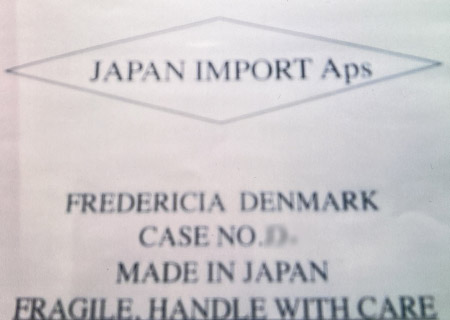 JAPAN IMPORT Aps
FREDERICIA DENMARK
CASE NO.
MADE IN JAPAN
FRAGILE, HANDLE WITH CARE